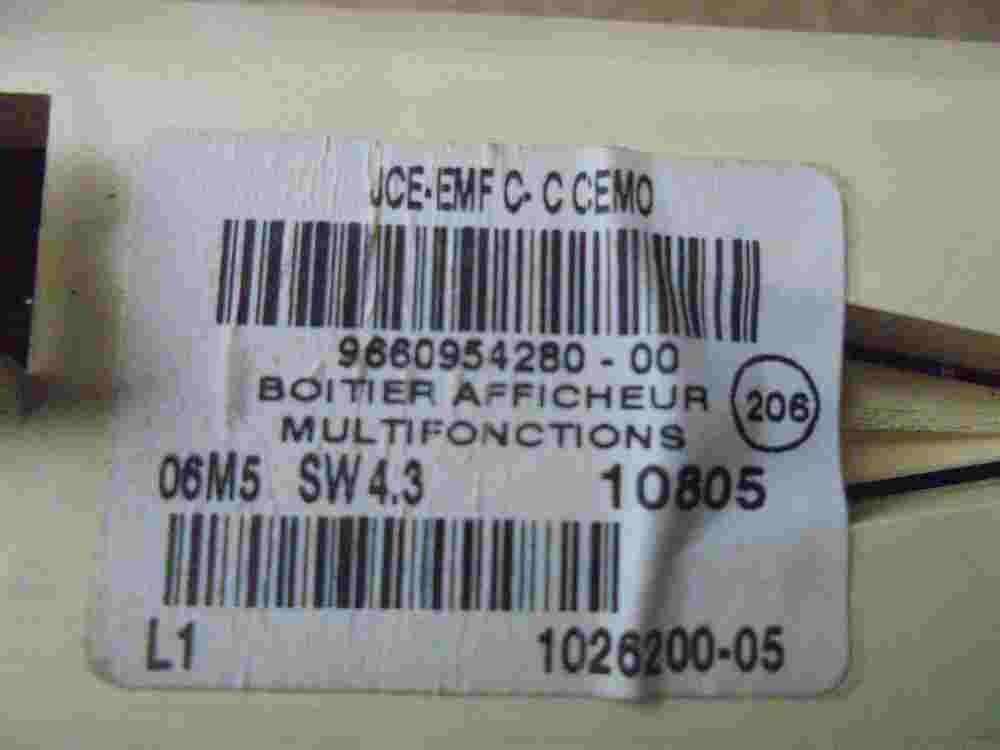 JCE-EMF C- C CEMO
9660954280-00
BOITIER AFFICHEUR
MULTIFONCTIONS
206
06M5 SW 4.3 10805
L1 1026200-05